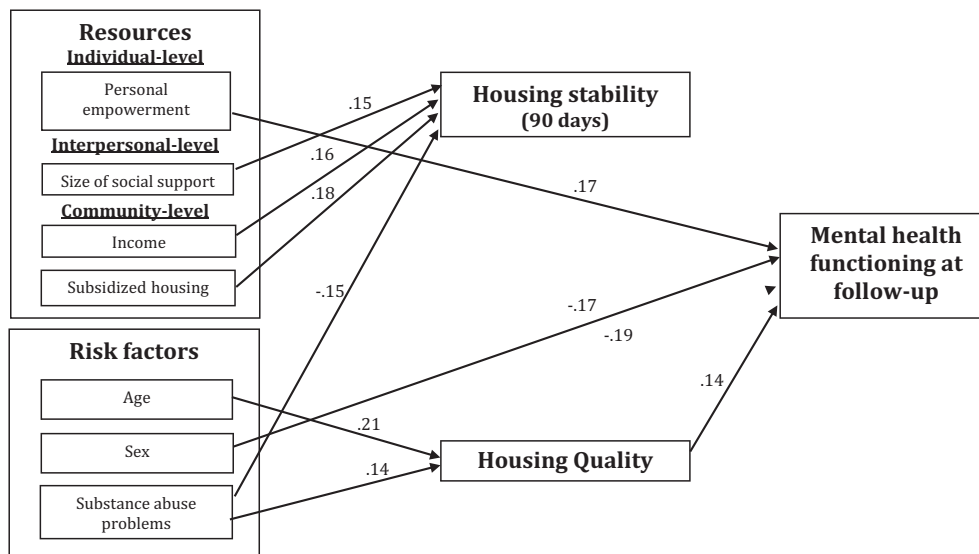 Resources
Individual-level
Personal
empowerment
Interpersonal-level
Size of social support
Community-level
Income
Subsidized housing
Risk factors
Age
Sex
Substance abuse
problems
.15
.16
.18
-.15
.21
.14
Housing stability
(90 days)
Housing Quality
.17
-.17
-.19
.14
Mental health
functioning at
follow-up